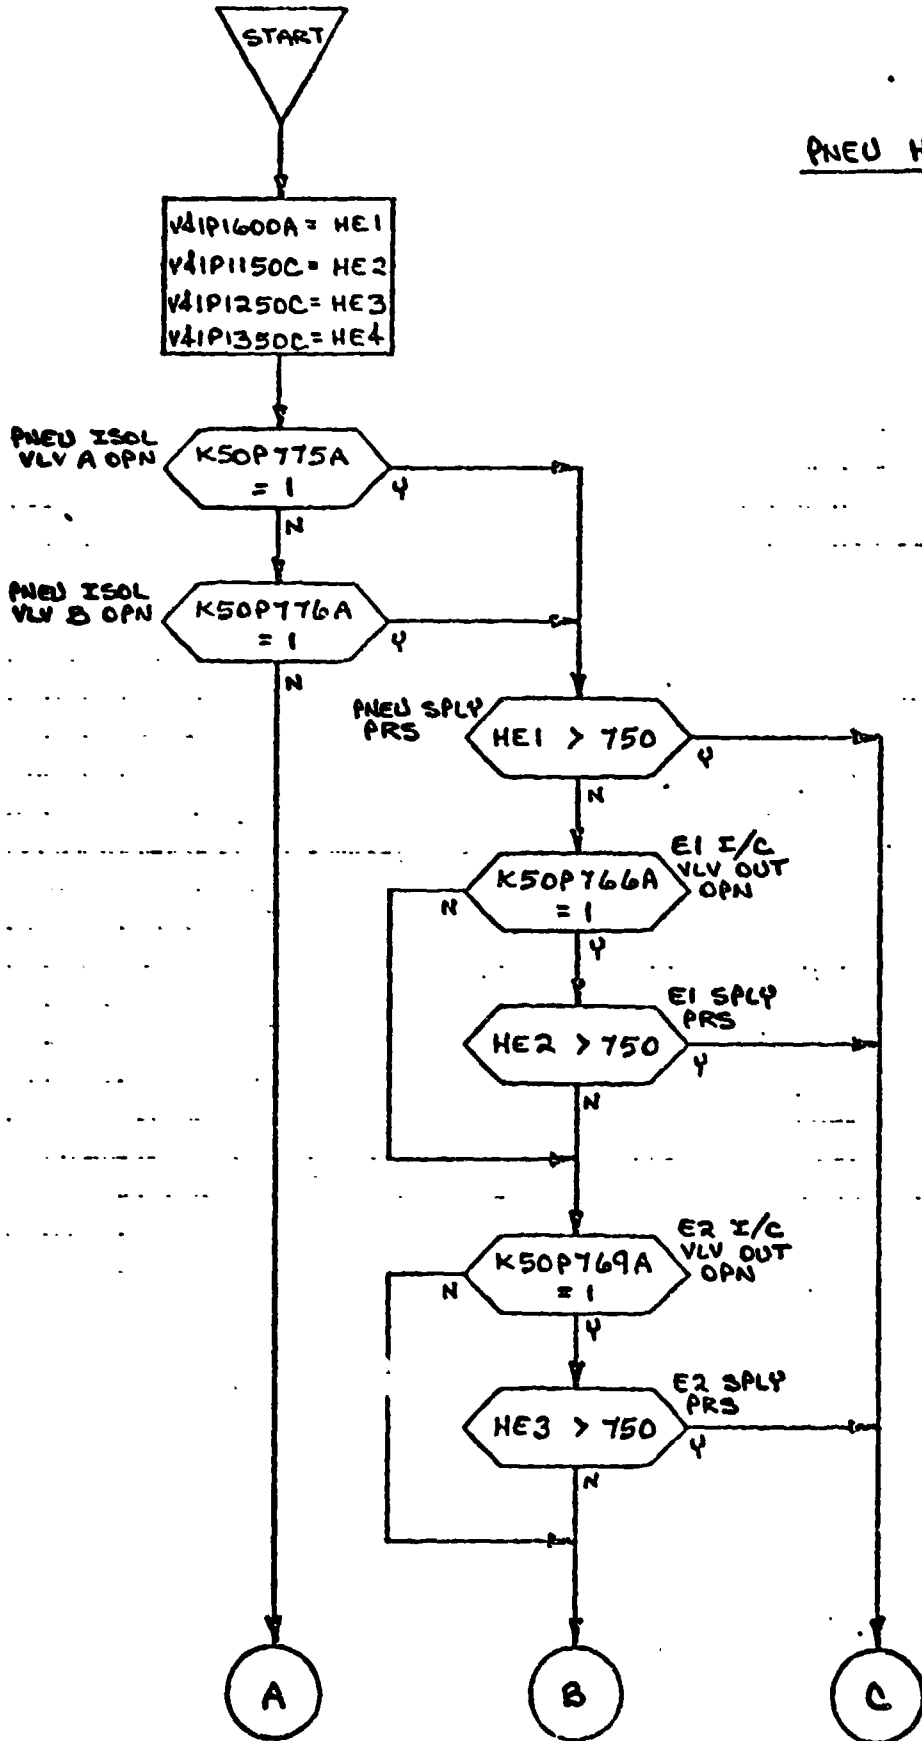 START
PNEU H
V41P1600A = HE1
V41P1150C = HE2
V41P1250C = HE3
V41P1350C = HE4
PNEU ISOL
VLV A OPN
K50P775A
= 1
Y
N
PNEU ISOL
VLV B OPN
K50P776A
= 1
Y
N
PNEU SPLY
PRS
HE1 > 750
Y
N
E1 I/C
VLV OUT
OPN
K50P766A
= 1
N
Y
E1 SPLY
PRS
HE2 > 750
Y
N
E2 I/C
VLV OUT
OPN
K50P769A
= 1
N
Y
E2 SPLY
PRS
HE3 > 750
Y
N
A
B
C